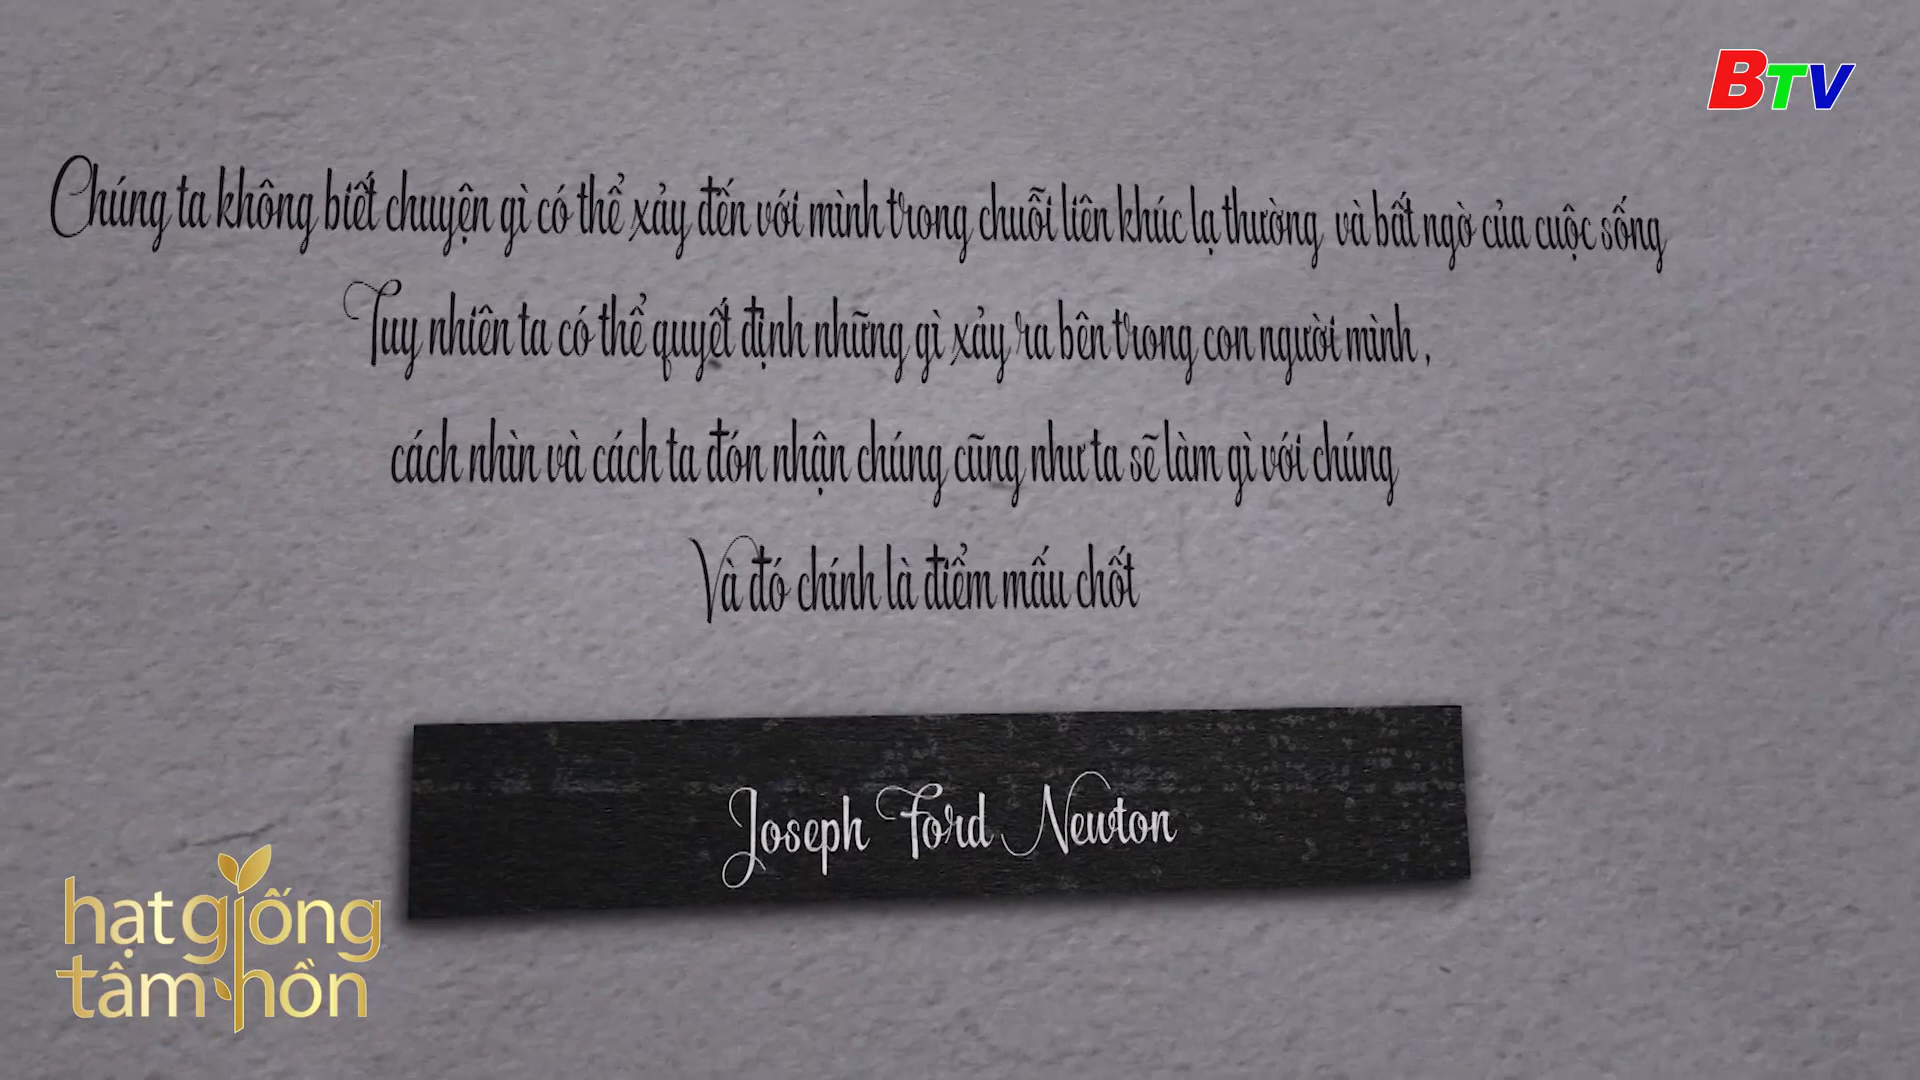 BTV
Chúng ta không biết chuyện gì có thể xảy đến với mình trong chuỗi liên khúc lạ thường và bất ngờ của cuộc sống
Tuy nhiên ta có thể quyết định những gì xảy ra bên trong con người mình,
cách nhìn và cách ta đón nhận chúng cũng như ta sẽ làm gì với chúng
Và đó chính là điểm mấu chốt
Joseph Ford Newton
hạt giống
tâm hồn